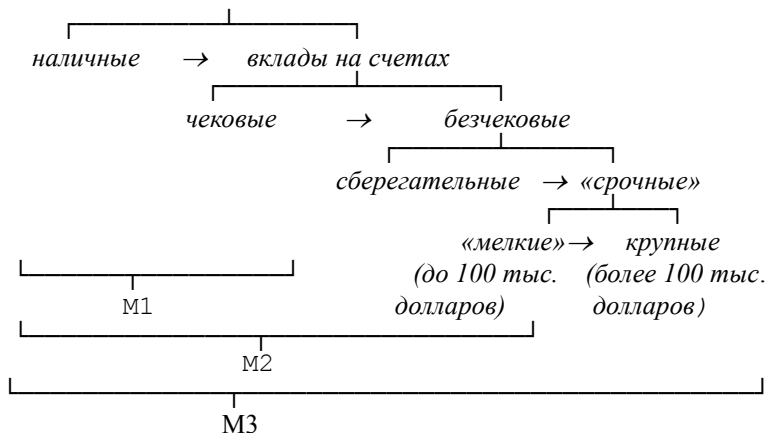 наличные → вклады на счетах
чековые → безчековые
сберегательные → «срочные»
«мелкие»→ крупные
(до 100 тыс. (более 100 тыс.
долларов) долларов)
M1
M2
М3